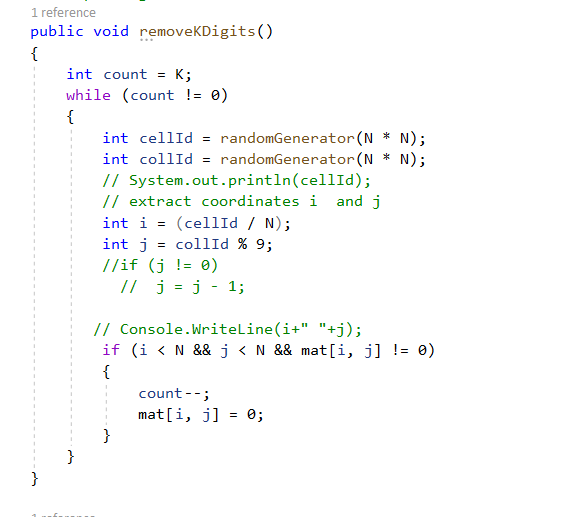 1 reference
public void removeKDigits()
{
    int count = K;
    while (count != 0)
    {
        int cellId = randomGenerator(N * N);
        int collId = randomGenerator(N * N);
        // System.out.println(cellId);
        // extract coordinates i  and j
        int i = (cellId / N);
        int j = collId % 9;
        //if (j != 0)
          //  j = j - 1;
       // Console.WriteLine(i+" "+j);
        if (i < N && j < N && mat[i, j] != 0)
        {
            count--;
            mat[i, j] = 0;
        }
    }
}